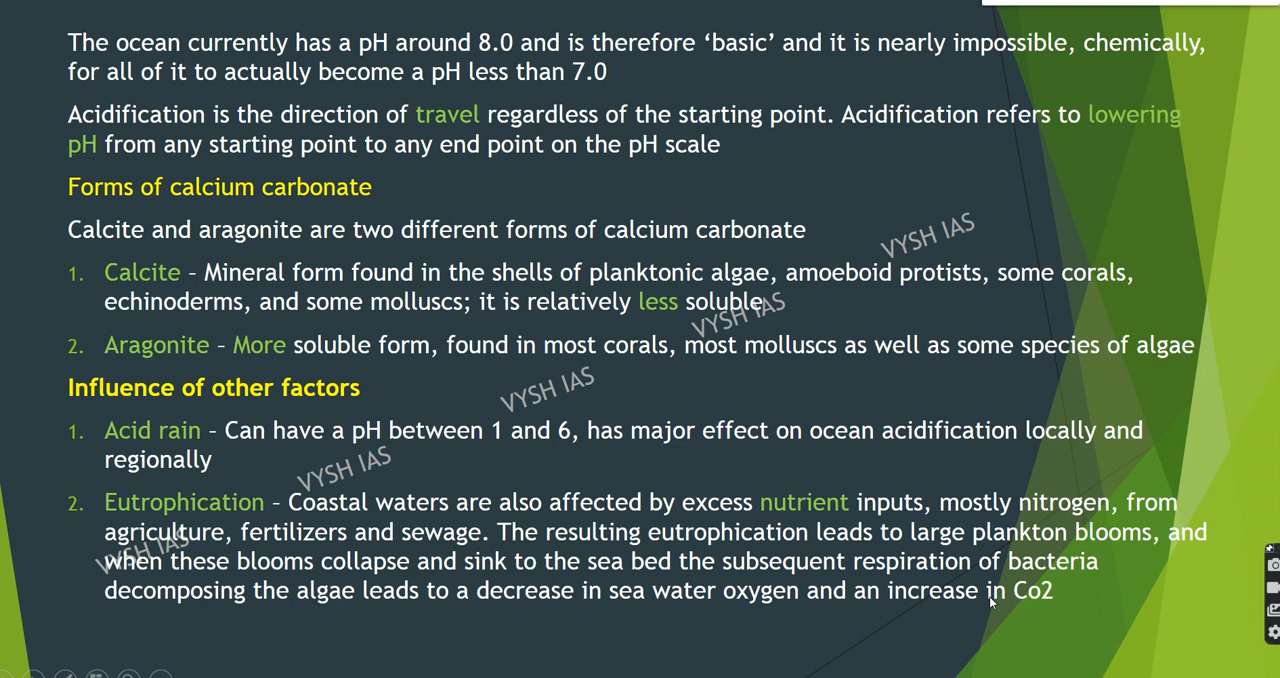 The ocean currently has a pH around 8.0 and is therefore ‘basic’ and it is nearly impossible, chemically,
for all of it to actually become a pH less than 7.0
Acidification is the direction of travel regardless of the starting point. Acidification refers to lowering
pH from any starting point to any end point on the pH scale
Forms of calcium carbonate
Calcite and aragonite are two different forms of calcium carbonate
VYSH IAS
1. Calcite – Mineral form found in the shells of planktonic algae, amoeboid protists, some corals,
echinoderms, and some molluscs; it is relatively less soluble
VYSH IAS
2. Aragonite – More soluble form, found in most corals, most molluscs as well as some species of algae
Influence of other factors
VYSH IAS
1. Acid rain – Can have a pH between 1 and 6, has major effect on ocean acidification locally and
regionally
VYSH IAS
2. Eutrophication – Coastal waters are also affected by excess nutrient inputs, mostly nitrogen, from
agriculture, fertilizers and sewage. The resulting eutrophication leads to large plankton blooms, and
VYSH IAS
when these blooms collapse and sink to the sea bed the subsequent respiration of bacteria
decomposing the algae leads to a decrease in sea water oxygen and an increase in Co2